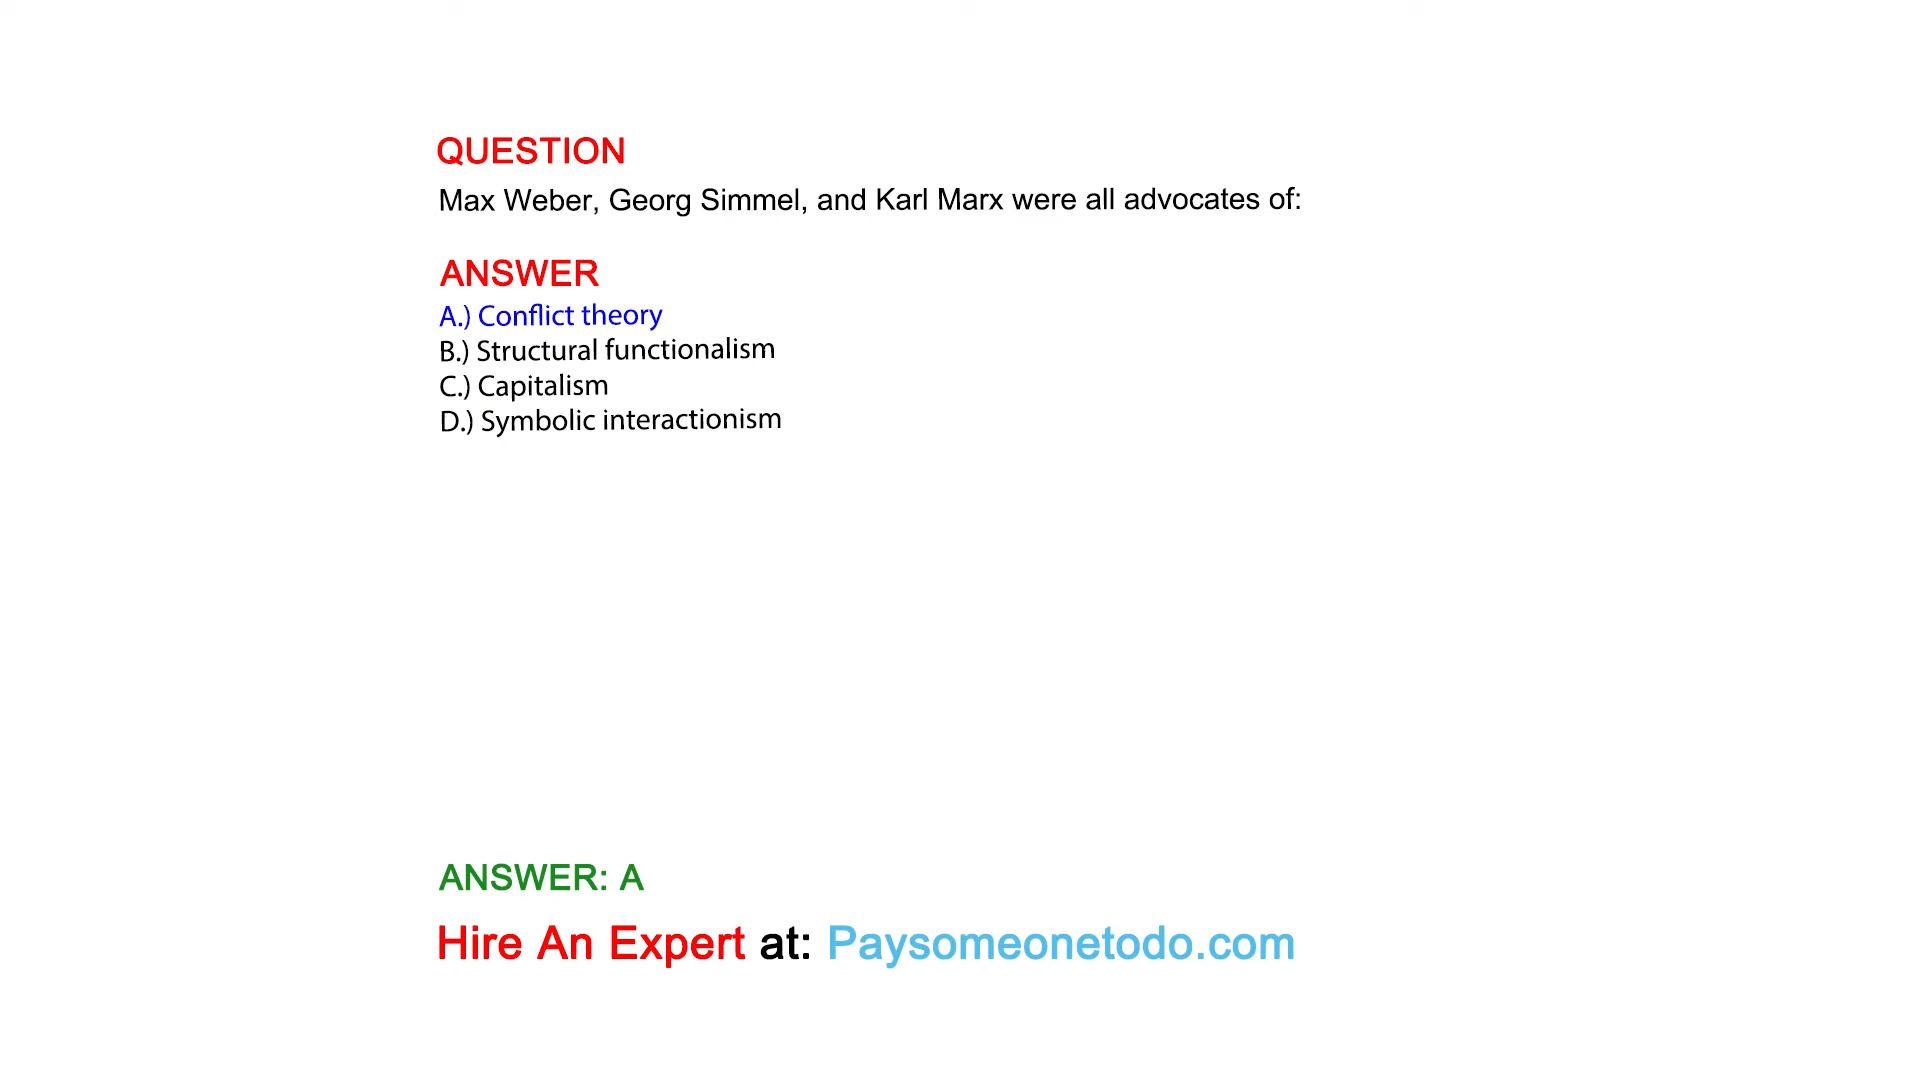 QUESTION
Max Weber, Georg Simmel, and Karl Marx were all advocates of:
ANSWER
A.) Conflict theory
B.) Structural functionalism
C.) Capitalism
D.) Symbolic interactionism
ANSWER: A
Hire An Expert at: Paysomeonetodo.com